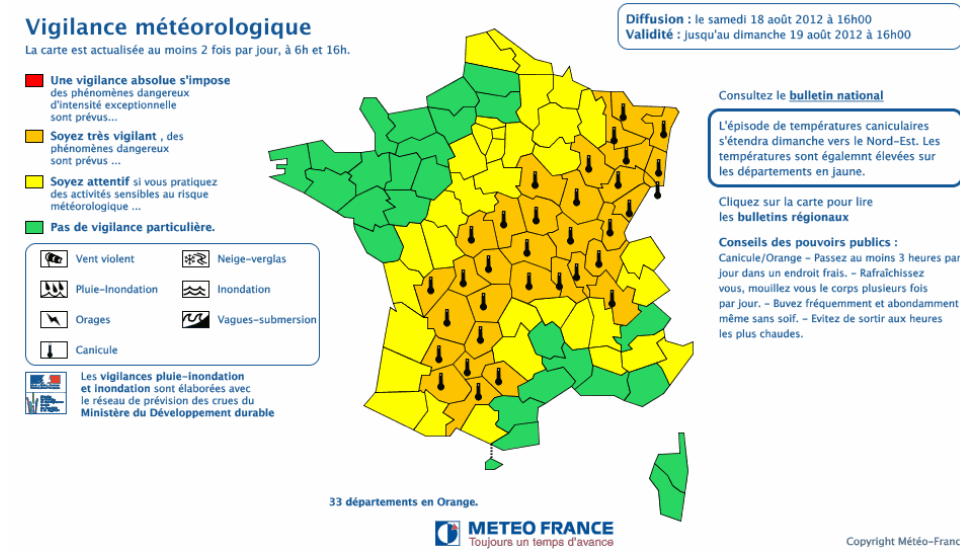 Vigilance météorologique
La carte est actualisée au moins 2 fois par jour, à 6h et 16h.
Diffusion : le samedi 18 août 2012 à 16h00
Validité : jusqu'au dimanche 19 août 2012 à 16h00
Une vigilance absolue s'impose
des phénomènes dangereux
d'intensité exceptionnelle
sont prévus...
Soyez très vigilant , des
phénomènes dangereux
sont prévus ...
Soyez attentif si vous pratiquez
des activités sensibles au risque
météorologique ...
Pas de vigilance particulière.
Vent violent
Neige-verglas
Pluie-Inondation
Inondation
Orages
Vagues-submersion
Canicule
Les vigilances pluie-inondation
et inondation sont élaborées avec
le réseau de prévision des crues du
Ministère du Développement durable
Consultez le bulletin national
L'épisode de températures caniculaires
s'étendra dimanche vers le Nord-Est. Les
températures sont égalemnt élevées sur
les départements en jaune.
Cliquez sur la carte pour lire
les bulletins régionaux
Conseils des pouvoirs publics :
Canicule/Orange – Passez au moins 3 heures par
jour dans un endroit frais. – Rafraîchissez
vous, mouillez vous le corps plusieurs fois
par jour. – Buvez fréquemment et abondamment
même sans soif. – Evitez de sortir aux heures
les plus chaudes.
33 départements en Orange.
METEO FRANCE
Toujours un temps d'avance
Copyright Météo-Franc